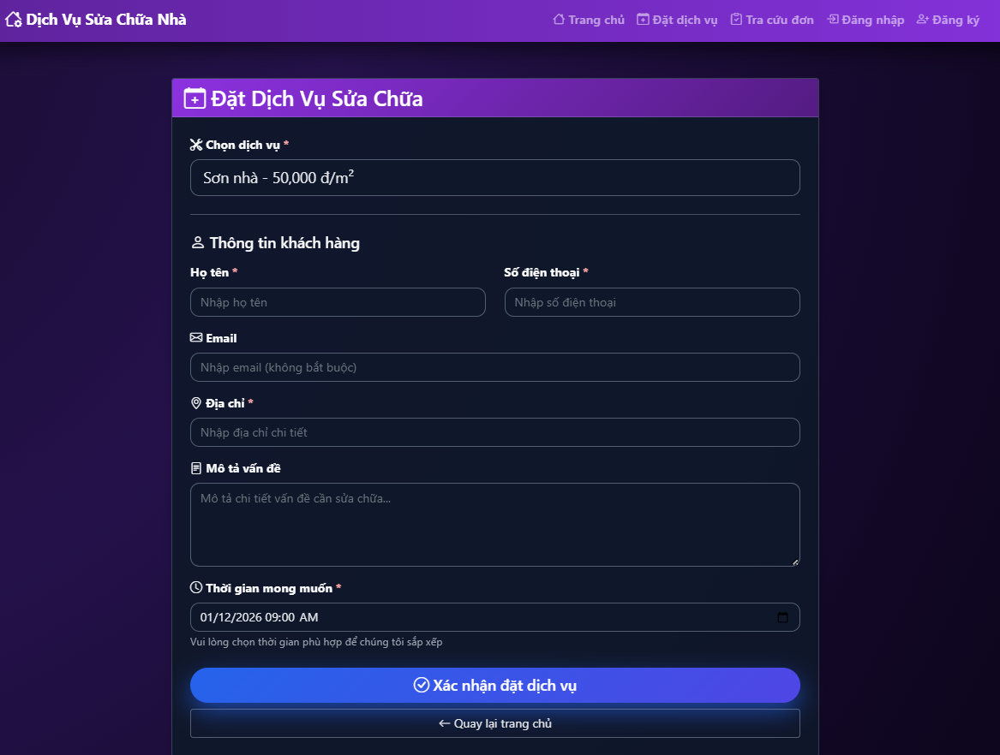 Dịch Vụ Sửa Chữa Nhà
Trang chủ Đặt dịch vụ Tra cứu đơn Đăng nhập Đăng ký
Đặt Dịch Vụ Sửa Chữa
Chọn dịch vụ *
Sơn nhà - 50,000 đ/m²
Thông tin khách hàng
Họ tên * Số điện thoại *
Nhập họ tên Nhập số điện thoại
Email
Nhập email (không bắt buộc)
Địa chỉ *
Nhập địa chỉ chi tiết
Mô tả vấn đề
Mô tả chi tiết vấn đề cần sửa chữa...
Thời gian mong muốn *
01/12/2026 09:00 AM
Vui lòng chọn thời gian phù hợp để chúng tôi sắp xếp
Xác nhận đặt dịch vụ
← Quay lại trang chủ